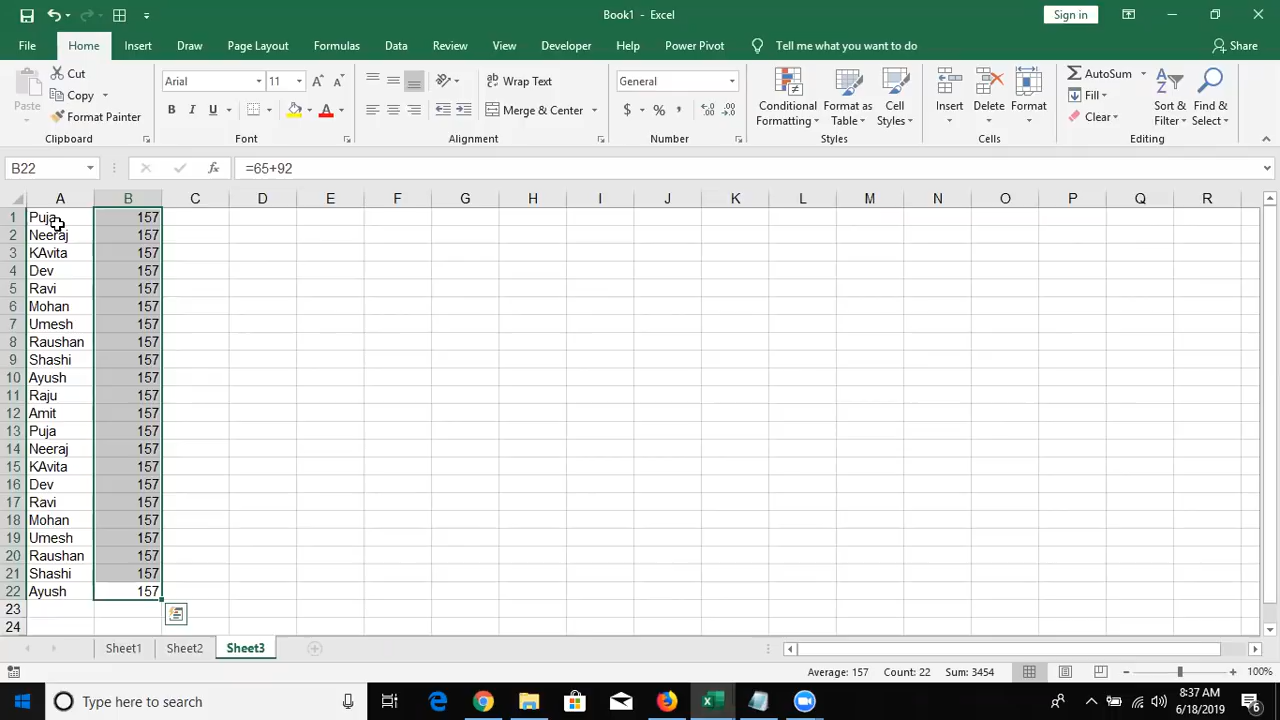 Book1 - Excel
Sign in
File Home Insert Draw Page Layout Formulas Data Review View Developer Help Power Pivot Tell me what you want to do Share
Paste
Cut
Copy
Format Painter
Clipboard
Arial 11
B I U
Font
Wrap Text
Merge & Center
Alignment
General
$ % ,
Number
Conditional Formatting
Format as Table
Cell Styles
Styles
Insert
Delete
Format
Cells
AutoSum
Fill
Clear
Sort & Filter
Find & Select
Editing
B22 fx =65+92
A B C D E F G H I J K L M N O P Q R
1 Puja 157
2 Neeraj 157
3 KAvita 157
4 Dev 157
5 Ravi 157
6 Mohan 157
7 Umesh 157
8 Raushan 157
9 Shashi 157
10 Ayush 157
11 Raju 157
12 Amit 157
13 Puja 157
14 Neeraj 157
15 KAvita 157
16 Dev 157
17 Ravi 157
18 Mohan 157
19 Umesh 157
20 Raushan 157
21 Shashi 157
22 Ayush 157
23
24
Sheet1 Sheet2 Sheet3
Average: 157 Count: 22 Sum: 3454 100%
Type here to search
8:37 AM
6/18/2019
6